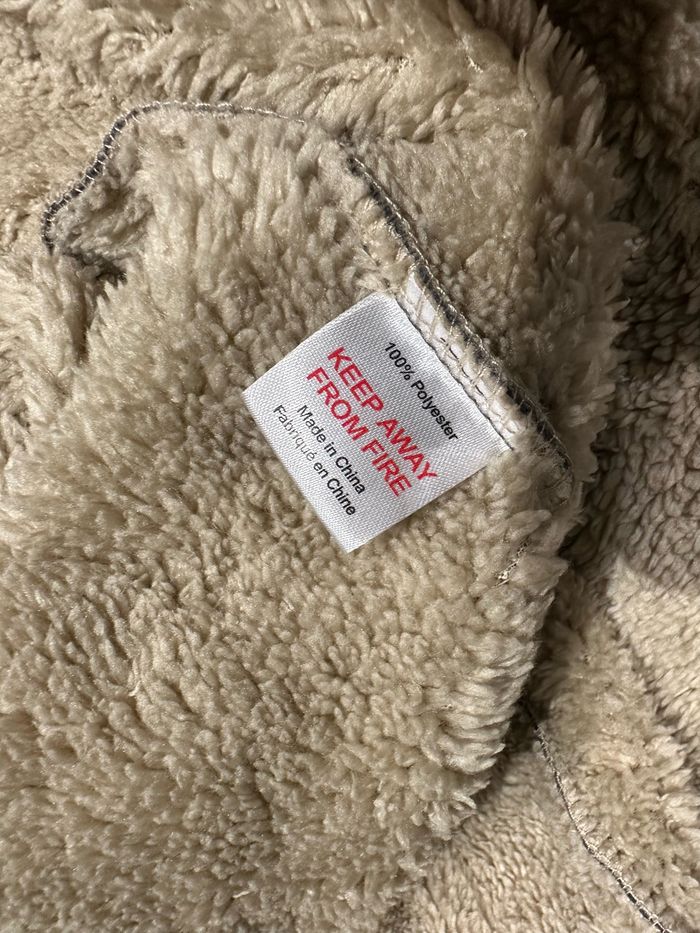 100% Polyester
KEEP AWAY
FROM FIRE
Made in China
Fabriqué en Chine